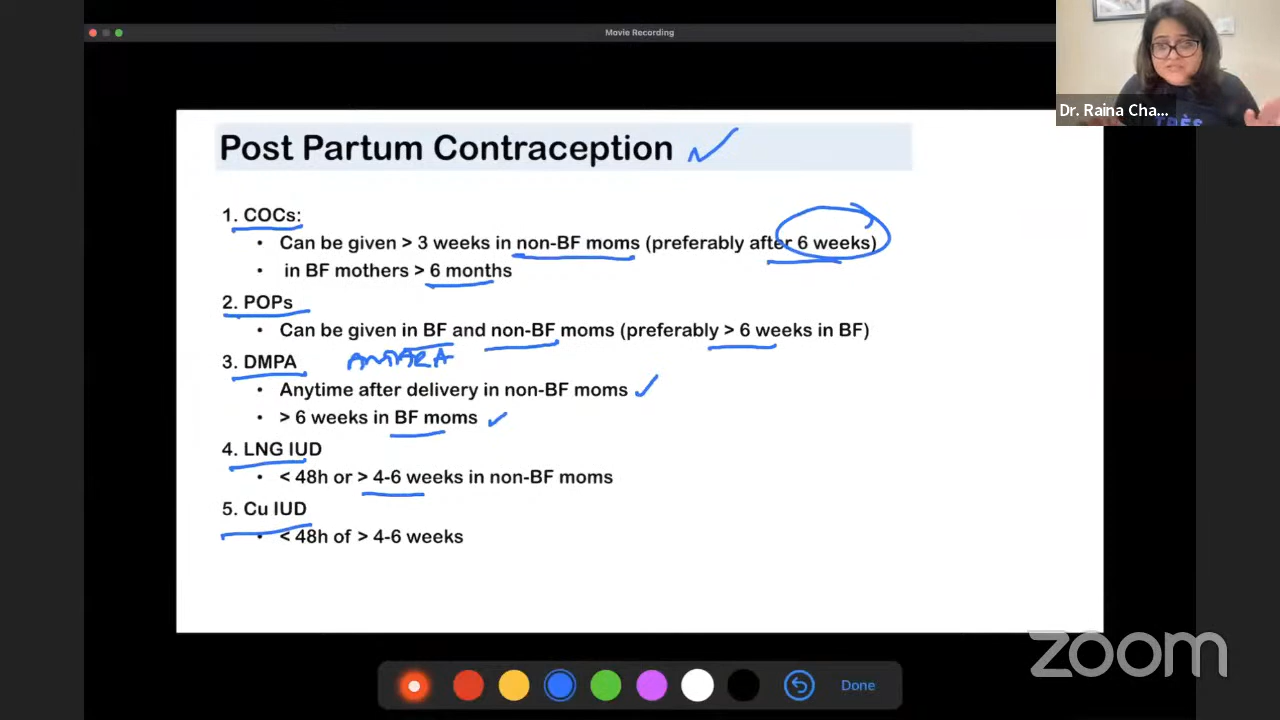 Movie Recording
Dr. Raina Cha...
Post Partum Contraception
1. COCs:
• Can be given > 3 weeks in non-BF moms (preferably after 6 weeks)
• in BF mothers > 6 months
2. POPs
• Can be given in BF and non-BF moms (preferably > 6 weeks in BF)
3. DMPA ANTARA
• Anytime after delivery in non-BF moms
• > 6 weeks in BF moms
4. LNG IUD
• < 48h or > 4-6 weeks in non-BF moms
5. Cu IUD
• < 48h of > 4-6 weeks
zoom
Done